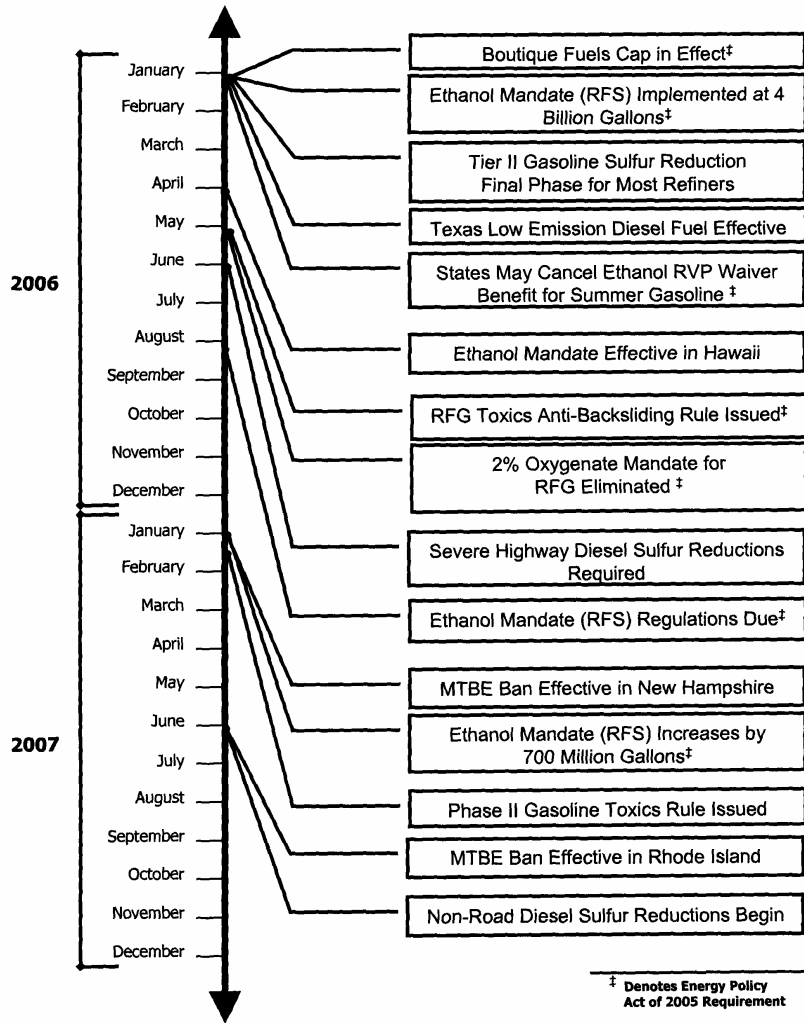 2006
January
February
March
April
May
June
July
August
September
October
November
December
2007
January
February
March
April
May
June
July
August
September
October
November
December
Boutique Fuels Cap in Effect‡
Ethanol Mandate (RFS) Implemented at 4
Billion Gallons‡
Tier II Gasoline Sulfur Reduction
Final Phase for Most Refiners
Texas Low Emission Diesel Fuel Effective
States May Cancel Ethanol RVP Waiver
Benefit for Summer Gasoline ‡
Ethanol Mandate Effective in Hawaii
RFG Toxics Anti-Backsliding Rule Issued‡
2% Oxygenate Mandate for
RFG Eliminated ‡
Severe Highway Diesel Sulfur Reductions
Required
Ethanol Mandate (RFS) Regulations Due‡
MTBE Ban Effective in New Hampshire
Ethanol Mandate (RFS) Increases by
700 Million Gallons‡
Phase II Gasoline Toxics Rule Issued
MTBE Ban Effective in Rhode Island
Non-Road Diesel Sulfur Reductions Begin
‡ Denotes Energy Policy
Act of 2005 Requirement